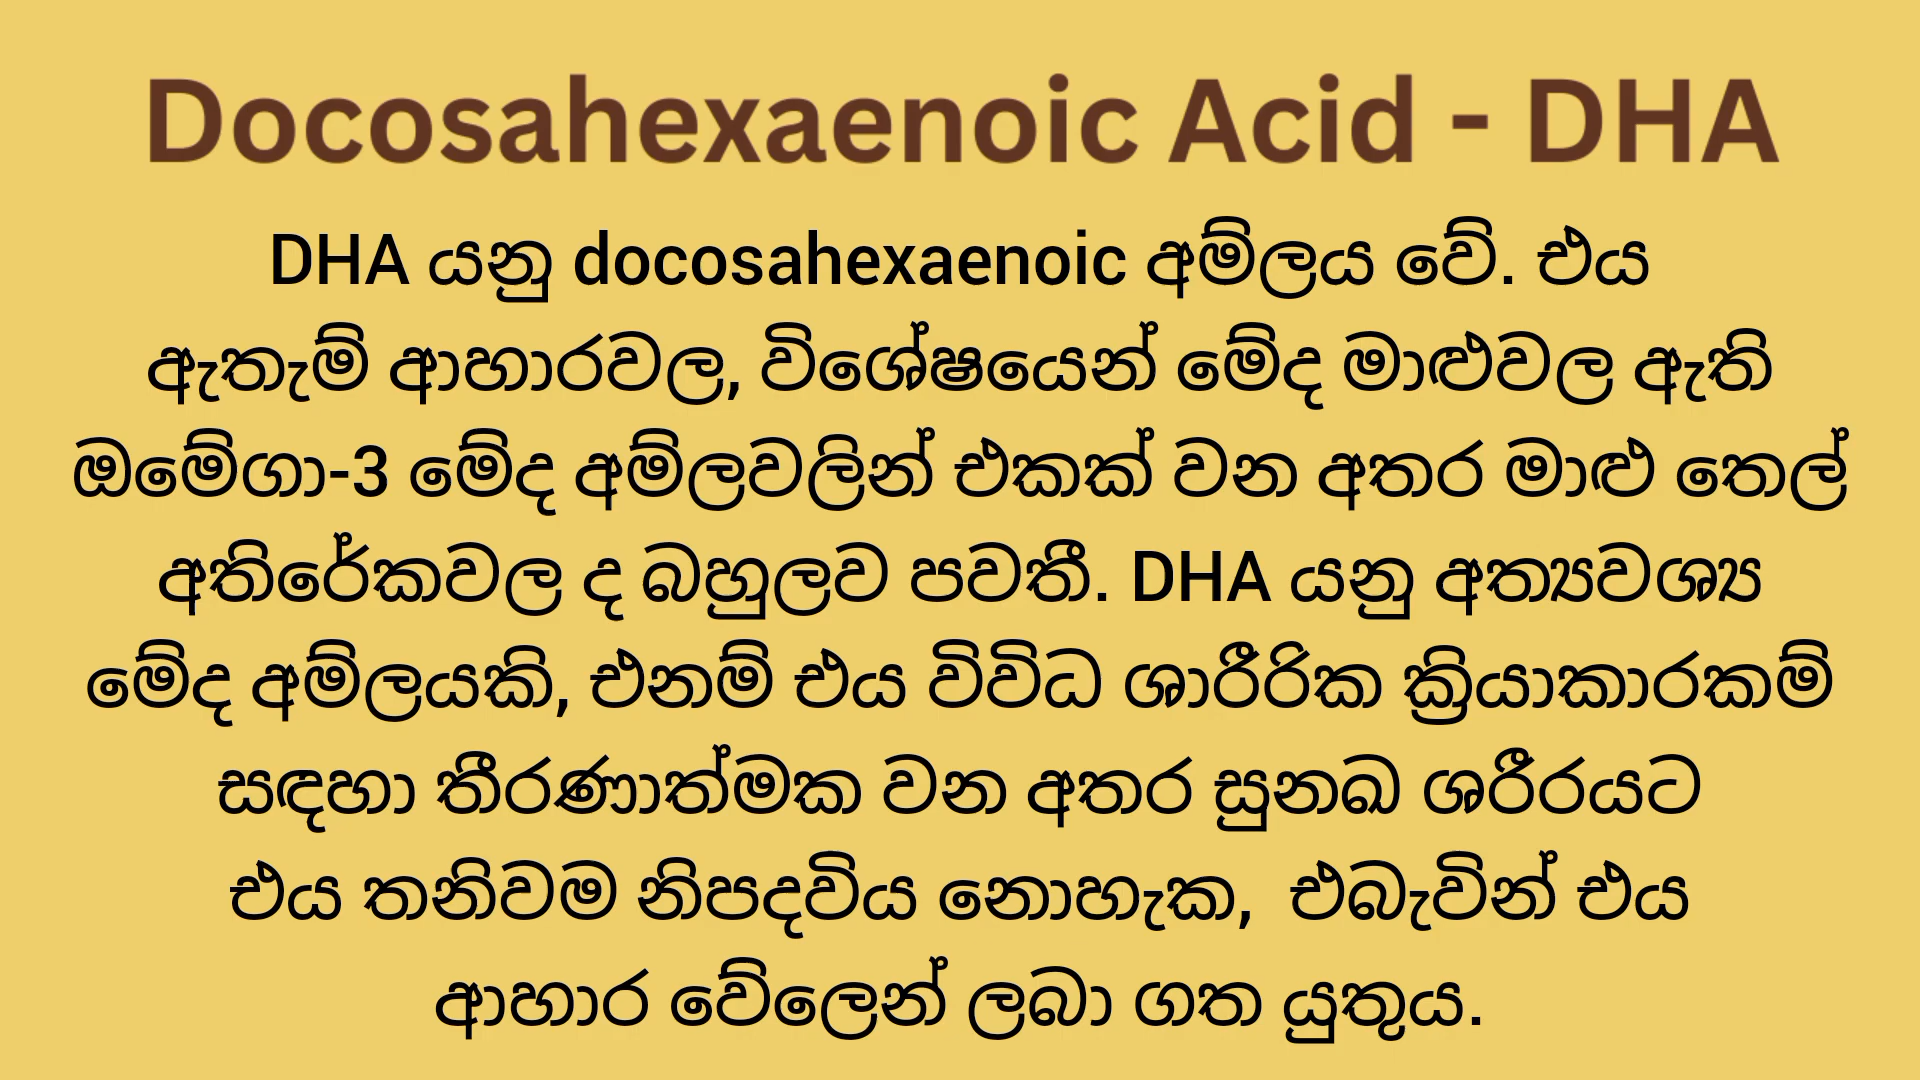 Docosahexaenoic Acid - DHA
DHA යනු docosahexaenoic අම්ලය වේ. එය
ඇතැම් ආහාරවල, විශේෂයෙන් මේද මාළුවල ඇති
ඔමේගා-3 මේද අම්ලවලින් එකක් වන අතර මාළු තෙල්
අතිරේකවල ද බහුලව පවතී. DHA යනු අත්‍යවශ්‍ය
මේද අම්ලයකි, එනම් එය විවිධ ශාරීරික ක්‍රියාකාරකම්
සඳහා තීරණාත්මක වන අතර සුනඛ ශරීරයට
එය තනිවම නිපදවිය නොහැක,  එබැවින් එය
ආහාර වේලෙන් ලබා ගත යුතුය.